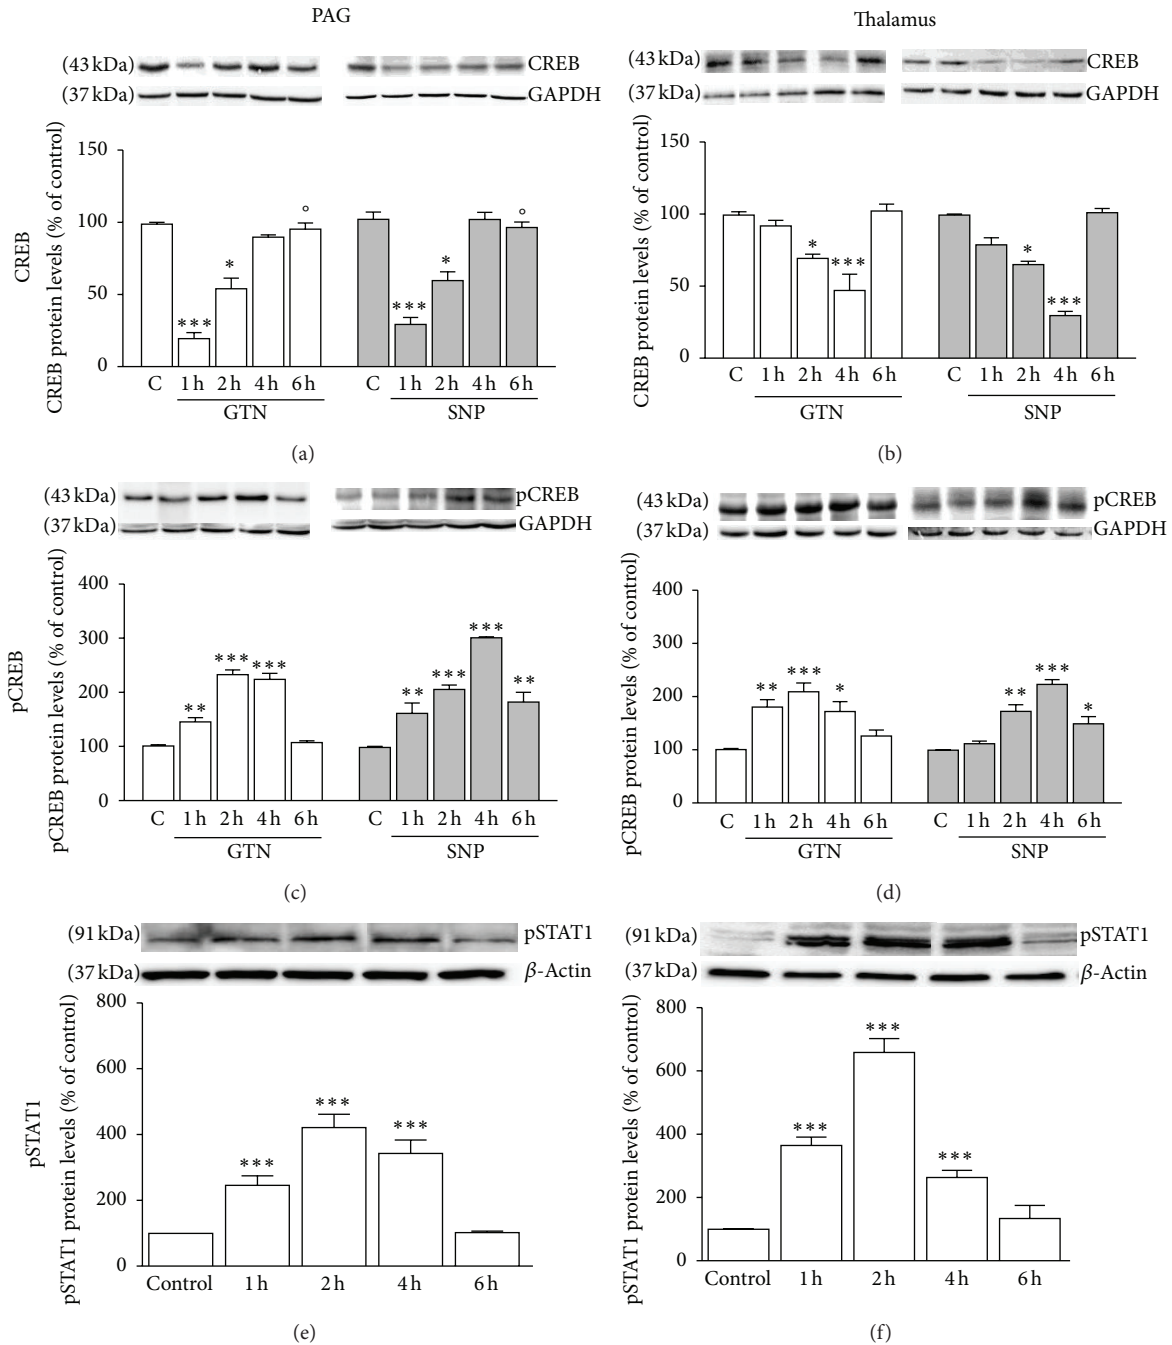 PAG
Thalamus
(43 kDa) CREB
(37 kDa) GAPDH
(43 kDa) CREB
(37 kDa) GAPDH
CREB
CREB protein levels (% of control)
150
100
50
0
***
*
°
***
*
°
C 1 h 2 h 4 h 6 h C 1 h 2 h 4 h 6 h
GTN SNP
(a)
CREB protein levels (% of control)
150
100
50
0
*
***
*
***
C 1 h 2 h 4 h 6 h C 1 h 2 h 4 h 6 h
GTN SNP
(b)
(43 kDa) pCREB
(37 kDa) GAPDH
(43 kDa) pCREB
(37 kDa) GAPDH
pCREB
pCREB protein levels (% of control)
400
300
200
100
0
**
***
***
**
***
***
**
C 1 h 2 h 4 h 6 h C 1 h 2 h 4 h 6 h
GTN SNP
(c)
pCREB protein levels (% of control)
400
300
200
100
0
**
***
*
**
***
*
C 1 h 2 h 4 h 6 h C 1 h 2 h 4 h 6 h
GTN SNP
(d)
(91 kDa) pSTAT1
(37 kDa) β-Actin
pSTAT1
pSTAT1 protein levels (% of control)
800
600
400
200
0
***
***
***
Control 1 h 2 h 4 h 6 h
(e)
(91 kDa) pSTAT1
(37 kDa) β-Actin
pSTAT1 protein levels (% of control)
800
600
400
200
0
***
***
***
Control 1 h 2 h 4 h 6 h
(f)